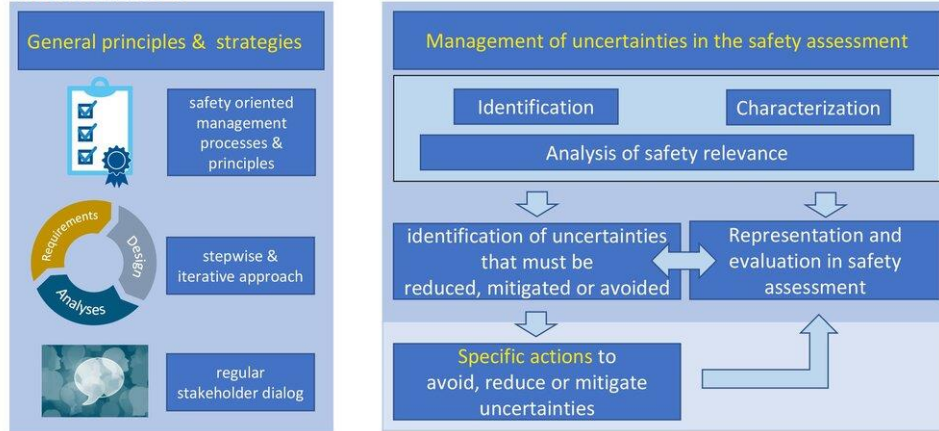 General principles & strategies
safety oriented
management
processes &
principles
Requirements
Design
Analyses
stepwise &
iterative approach
regular
stakeholder dialog
Management of uncertainties in the safety assessment
Identification
Characterization
Analysis of safety relevance
identification of uncertainties
that must be
reduced, mitigated or avoided
Representation and
evaluation in safety
assessment
Specific actions to
avoid, reduce or mitigate
uncertainties